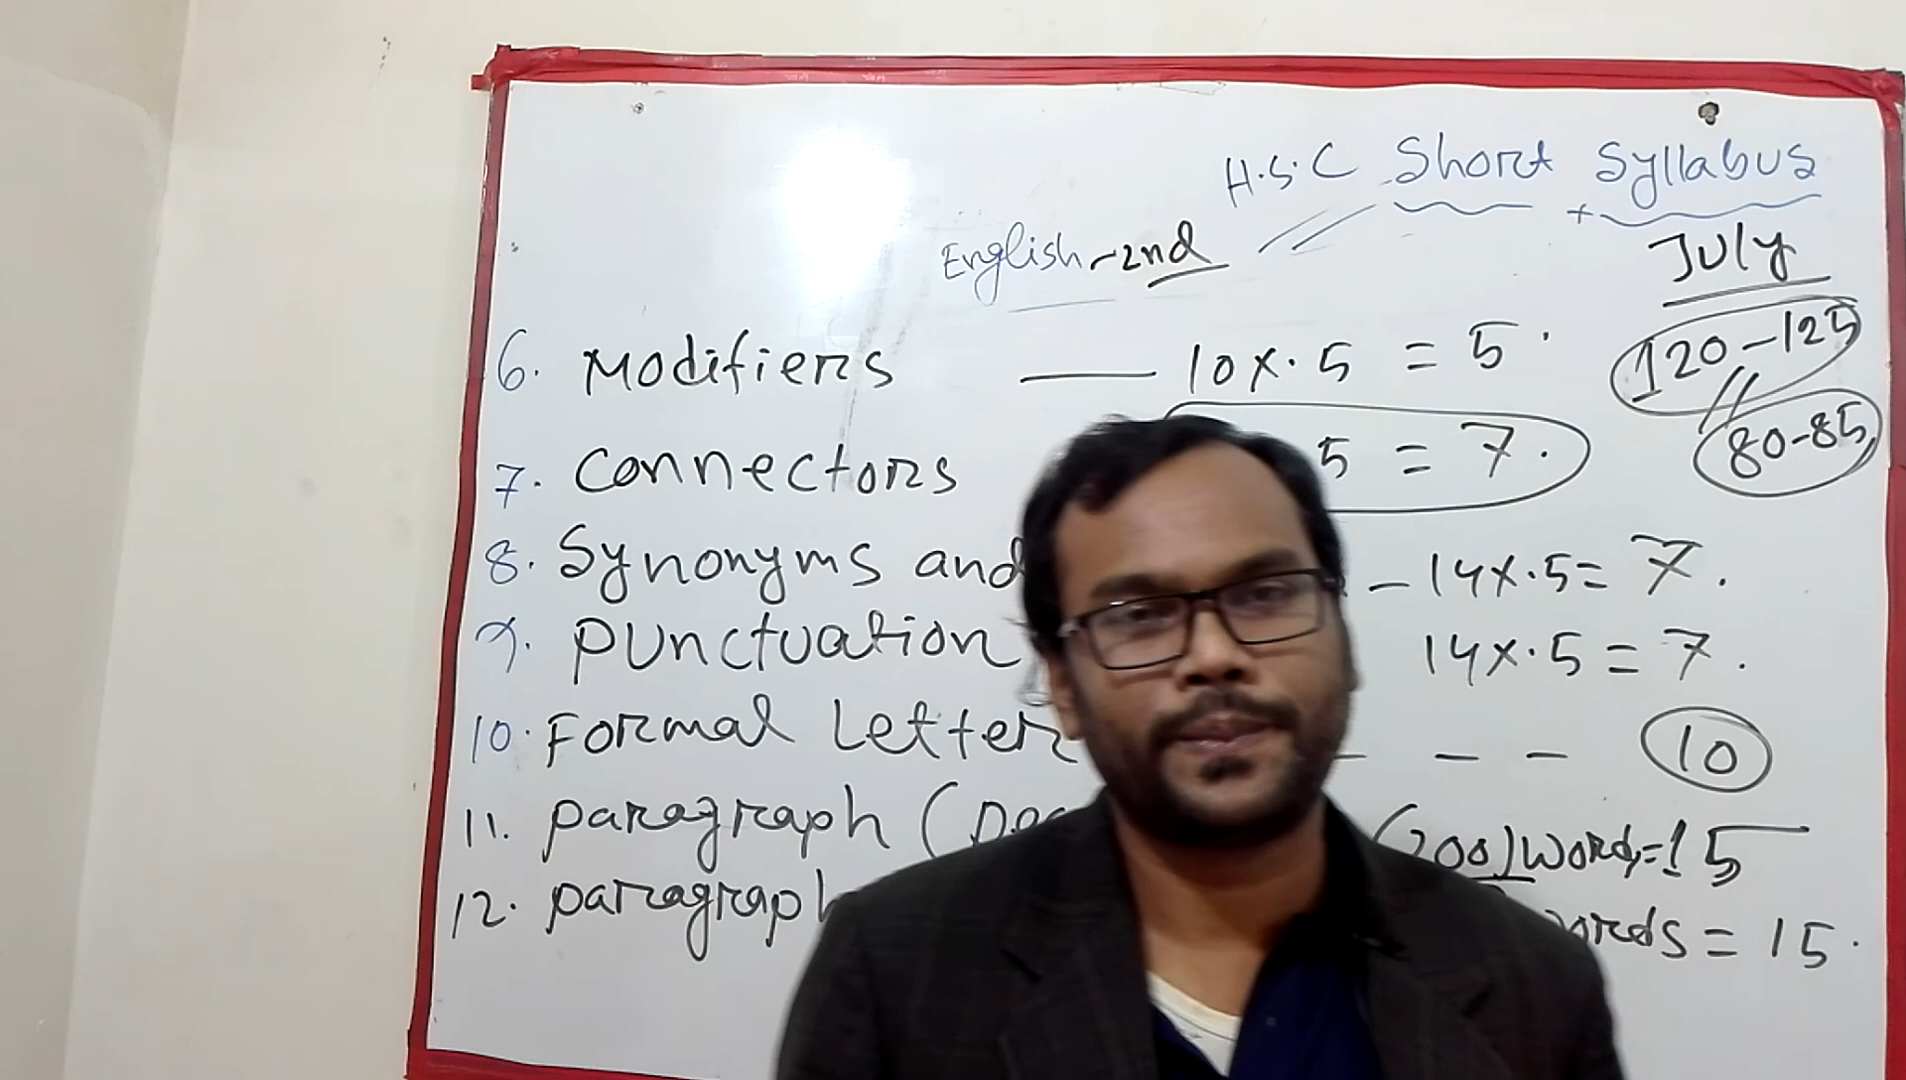 H.S.C Short Syllabus
English-2nd
July
120-125
80-85
6. Modifiers — 10x.5 = 5.
7. Connectors 5 = 7.
8. Synonyms and - 14x.5= 7.
9. Punctuation 14x.5 = 7.
10. Formal Letter - - - 10
11. paragraph ( (200) word,=15
12. paragraph = 15.